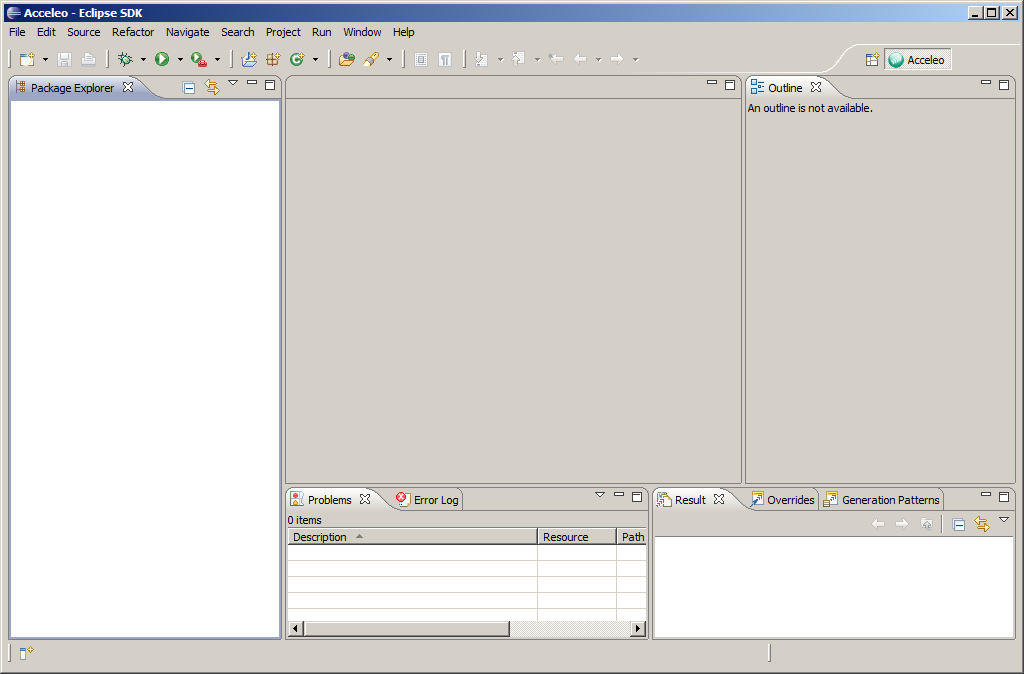 Acceleo - Eclipse SDK
File Edit Source Refactor Navigate Search Project Run Window Help
Acceleo
Package Explorer
Outline
An outline is not available.
Problems Error Log
0 items
Description Resource Path
Result Overrides Generation Patterns